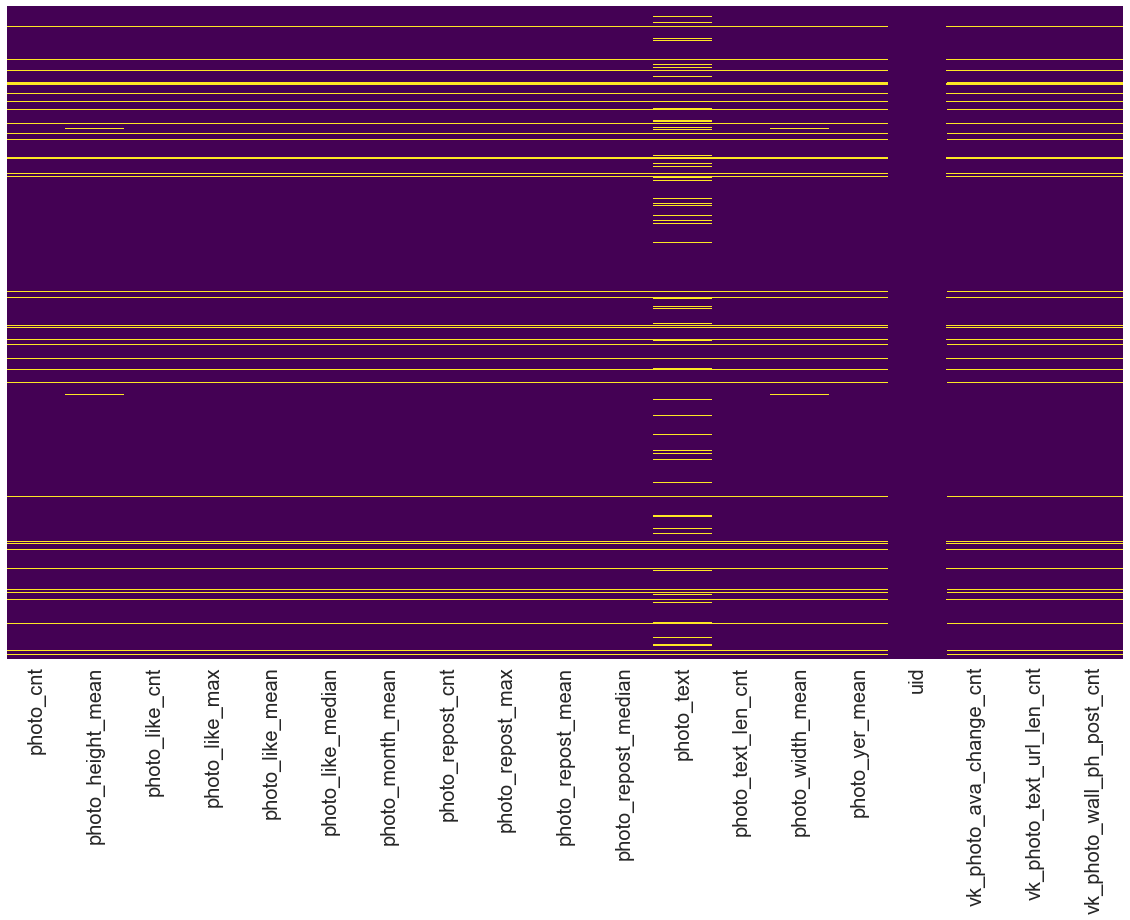 photo_cnt
photo_height_mean
photo_like_cnt
photo_like_max
photo_like_mean
photo_like_median
photo_month_mean
photo_repost_cnt
photo_repost_max
photo_repost_mean
photo_repost_median
photo_text
photo_text_len_cnt
photo_width_mean
photo_yer_mean
uid
vk_photo_ava_change_cnt
vk_photo_text_url_len_cnt
vk_photo_wall_ph_post_cnt